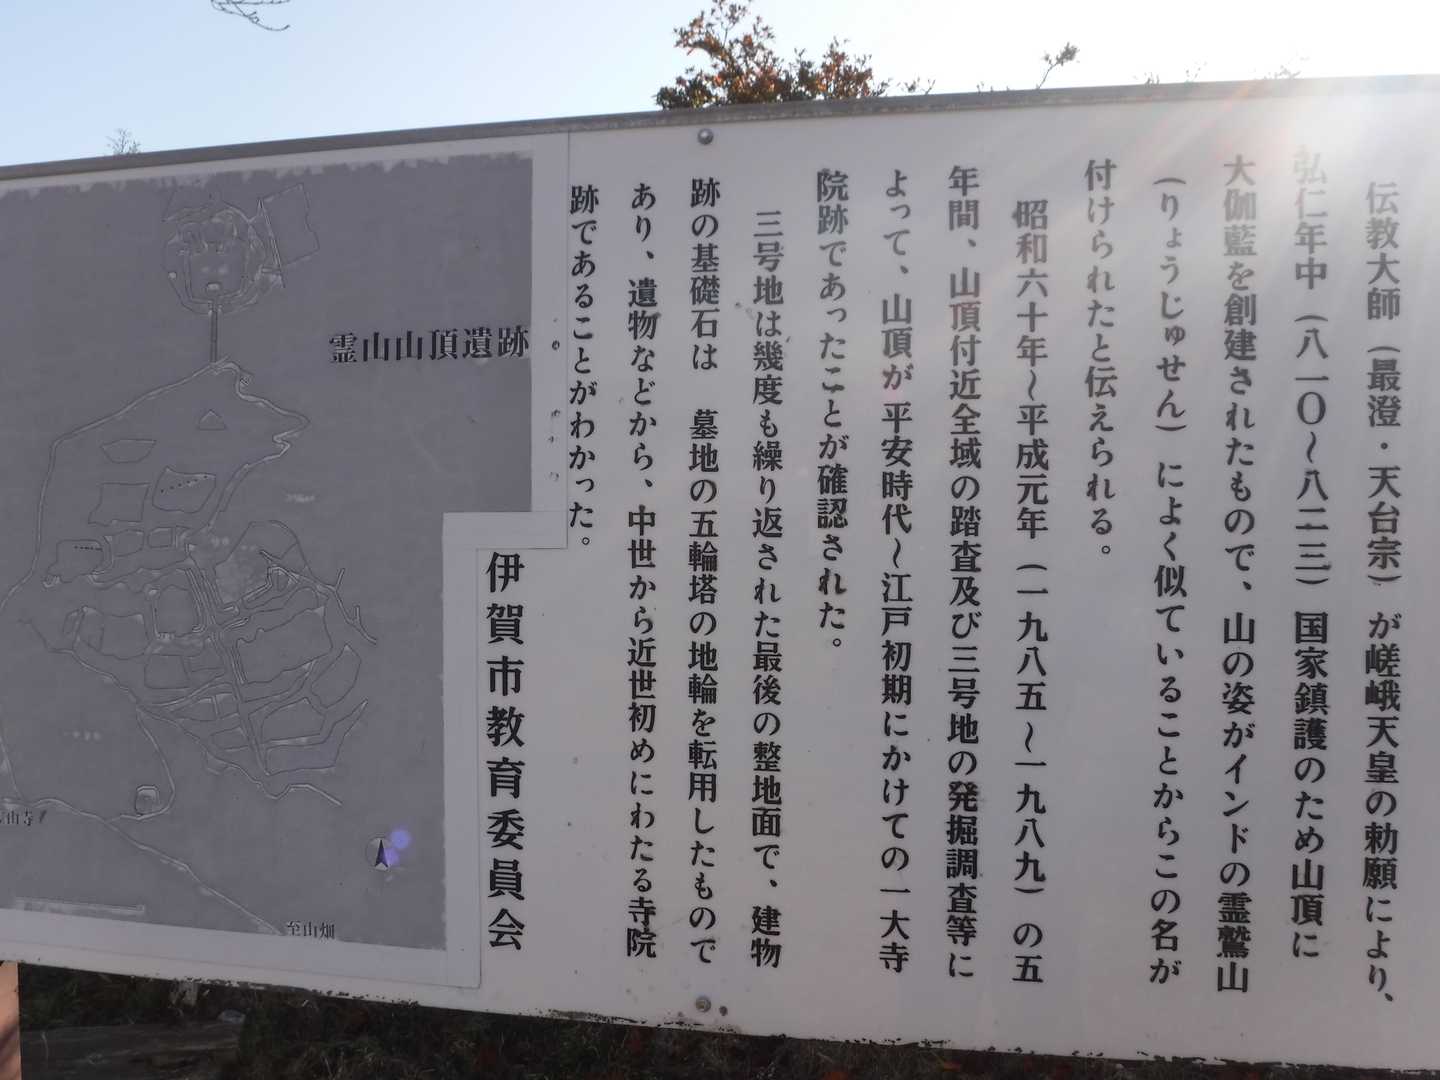 伝教大師（最澄・天台宗）が嵯峨天皇の勅願により、
弘仁年中（八一〇〜八二三）国家鎮護のため山頂に
大伽藍を創建されたもので、山の姿がインドの霊鷲山
（りょうじゅせん）によく似ていることからこの名が
付けられたと伝えられる。
昭和六十年〜平成元年（一九八五〜一九八九）の五
年間、山頂付近全域の踏査及び三号地の発掘調査等に
よって、山頂が平安時代〜江戸初期にかけての一大寺
院跡であったことが確認された。
三号地は幾度も繰り返された最後の整地面で、建物
跡の基礎石は　墓地の五輪塔の地輪を転用したもので
あり、遺物などから、中世から近世初めにわたる寺院
跡であることがわかった。
伊賀市教育委員会
霊山山頂遺跡
至山畑